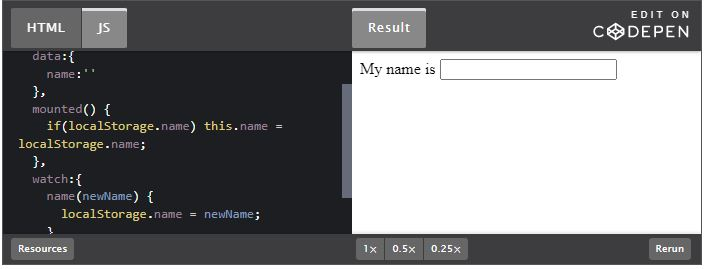 HTML JS
data:{
name:''
},
mounted() {
if(localStorage.name) this.name =
localStorage.name;
},
watch:{
name(newName) {
localStorage.name = newName;
}
Resources
Result
EDIT ON
CODEPEN
My name is
1× 0.5× 0.25×
Rerun